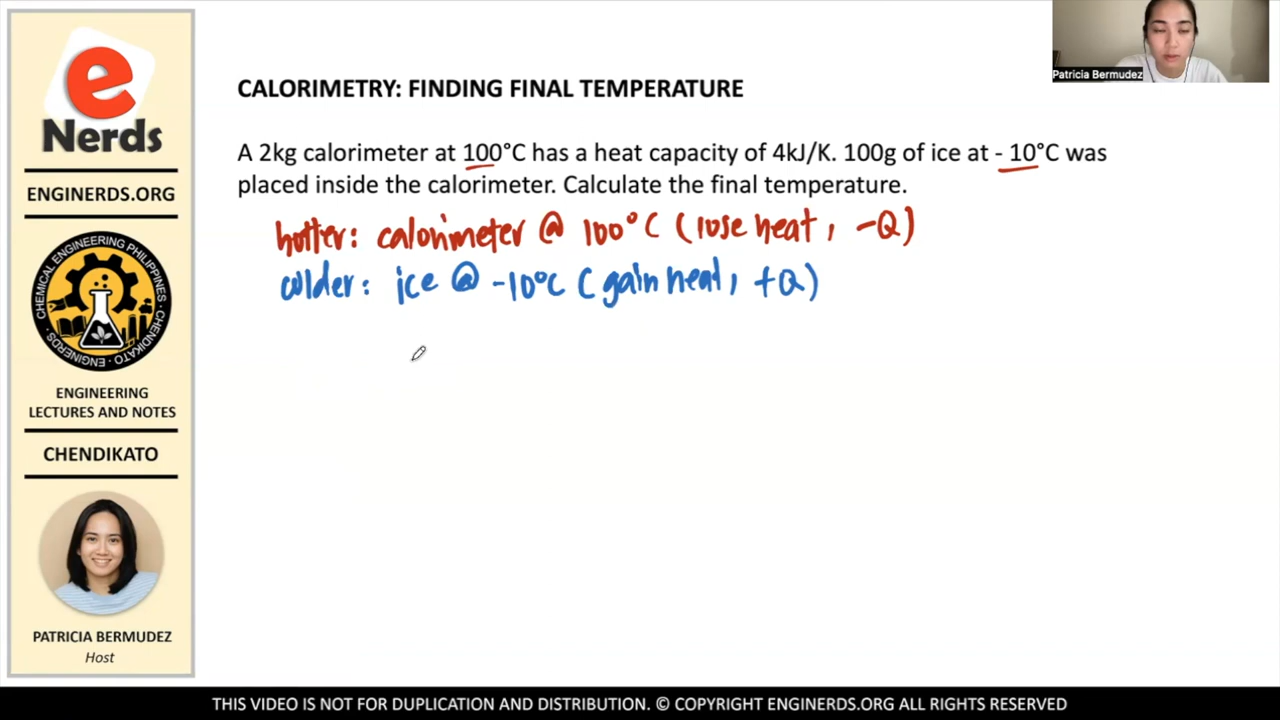 e
Nerds
ENGINERDS.ORG
CHEMICAL ENGINEERING PHILIPPINES
CHENDIKATO · ENGINERDS
ENGINEERING
LECTURES AND NOTES
CHENDIKATO
PATRICIA BERMUDEZ
Host
Patricia Bermudez
CALORIMETRY: FINDING FINAL TEMPERATURE
A 2kg calorimeter at 100°C has a heat capacity of 4kJ/K. 100g of ice at - 10°C was
placed inside the calorimeter. Calculate the final temperature.
hotter: calorimeter @ 100°C (lose heat, -Q)
colder: ice @ -10°C (gain heat, +Q)
THIS VIDEO IS NOT FOR DUPLICATION AND DISTRIBUTION. © COPYRIGHT ENGINERDS.ORG ALL RIGHTS RESERVED